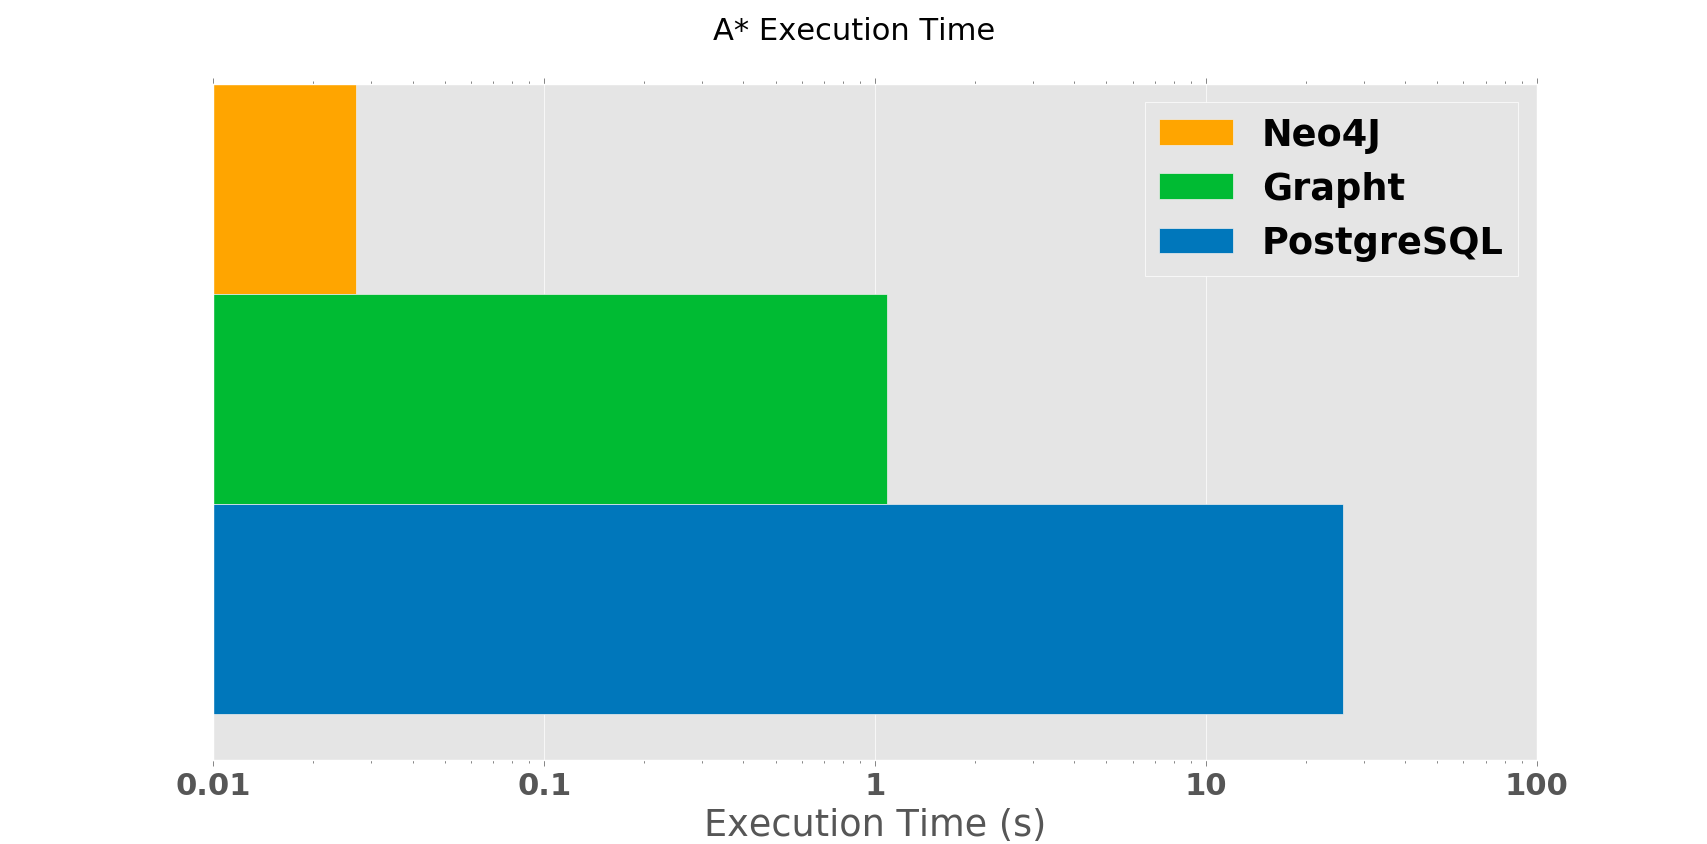 A* Execution Time
Neo4J
Grapht
PostgreSQL
0.01 0.1 1 10 100
Execution Time (s)